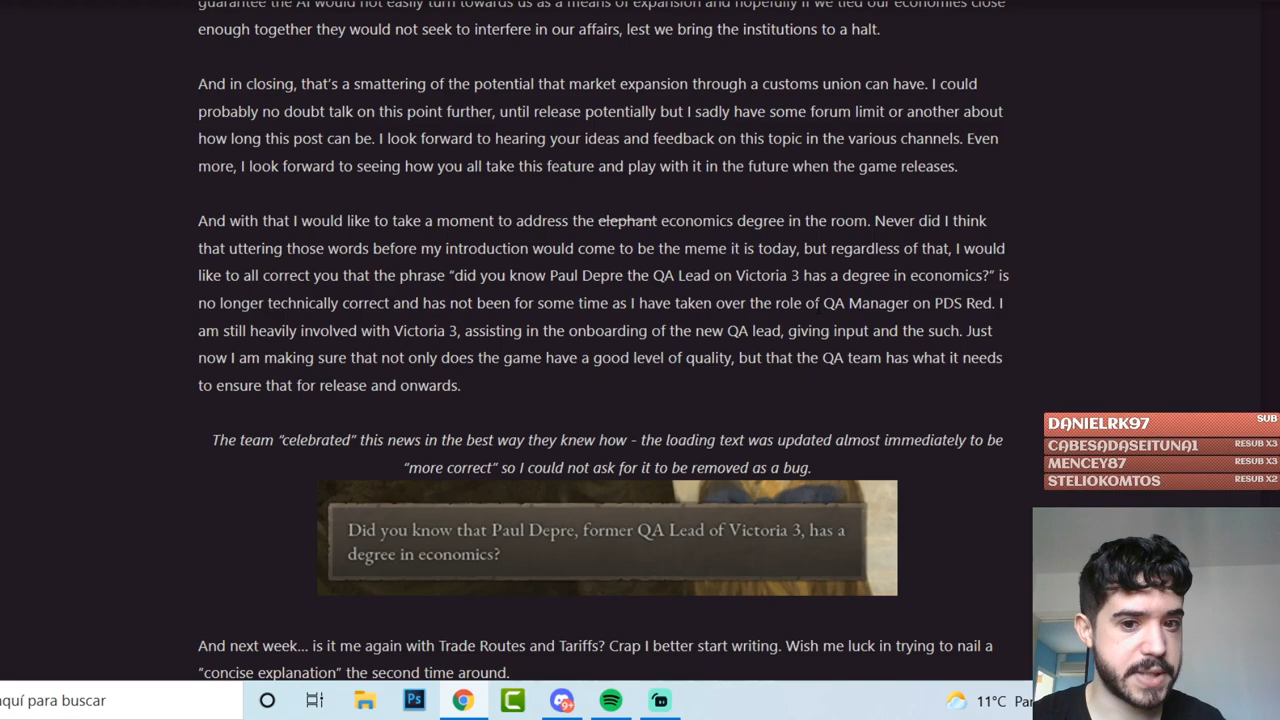 guarantee the AI would not easily turn towards us as a means of expansion and hopefully if we tied our economies close
enough together they would not seek to interfere in our affairs, lest we bring the institutions to a halt.
And in closing, that's a smattering of the potential that market expansion through a customs union can have. I could
probably no doubt talk on this point further, until release potentially but I sadly have some forum limit or another about
how long this post can be. I look forward to hearing your ideas and feedback on this topic in the various channels. Even
more, I look forward to seeing how you all take this feature and play with it in the future when the game releases.
And with that I would like to take a moment to address the elephant economics degree in the room. Never did I think
that uttering those words before my introduction would come to be the meme it is today, but regardless of that, I would
like to all correct you that the phrase “did you know Paul Depre the QA Lead on Victoria 3 has a degree in economics?” is
no longer technically correct and has not been for some time as I have taken over the role of QA Manager on PDS Red. I
am still heavily involved with Victoria 3, assisting in the onboarding of the new QA lead, giving input and the such. Just
now I am making sure that not only does the game have a good level of quality, but that the QA team has what it needs
to ensure that for release and onwards.
The team “celebrated” this news in the best way they knew how - the loading text was updated almost immediately to be
“more correct” so I could not ask for it to be removed as a bug.
Did you know that Paul Depre, former QA Lead of Victoria 3, has a
degree in economics?
And next week... is it me again with Trade Routes and Tariffs? Crap I better start writing. Wish me luck in trying to nail a
“concise explanation” the second time around.
DANIELRK97 SUB
CABESADASEITUNA1 RESUB X3
MENCEY87 RESUB X3
STELIOKOMTOS RESUB X2
aquí para buscar
Ps
9+
11°C Par